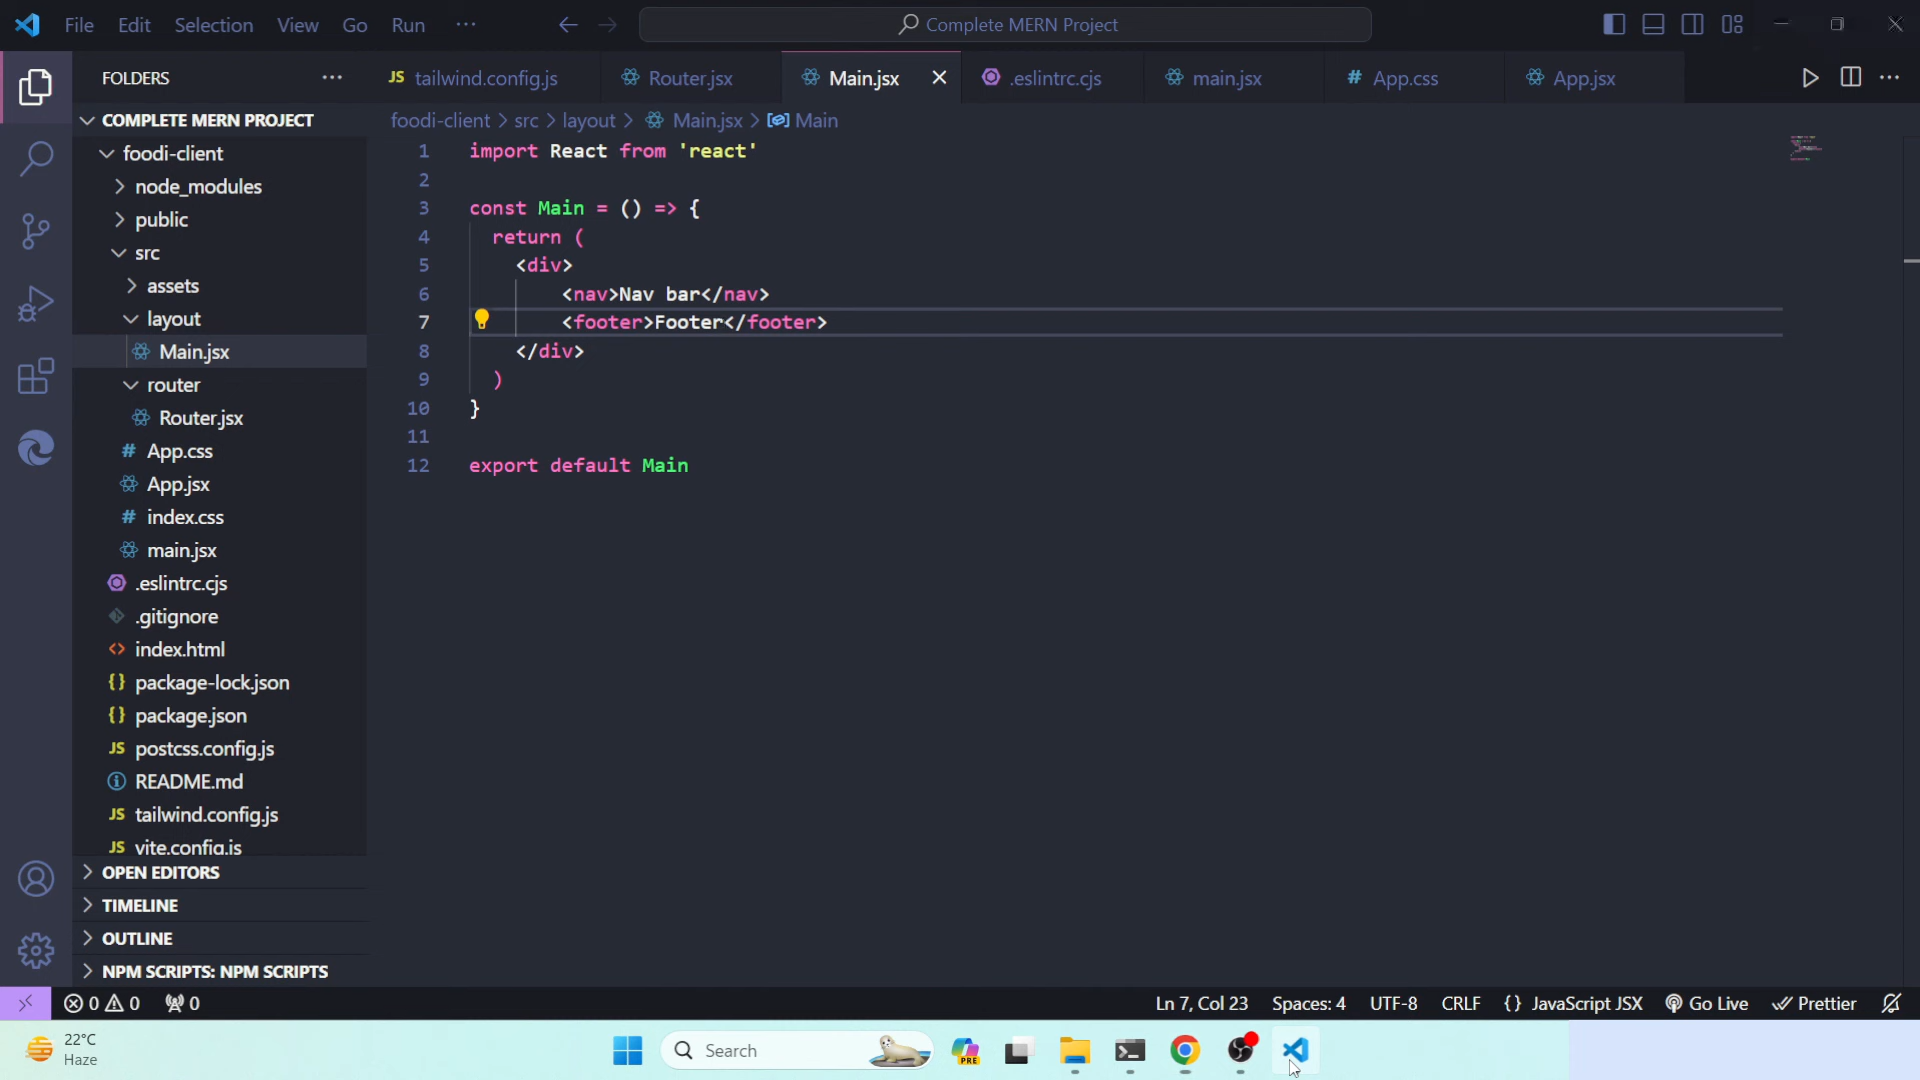 File Edit Selection View Go Run ···
Complete MERN Project
FOLDERS ···
JS tailwind.config.js Router.jsx Main.jsx .eslintrc.cjs main.jsx # App.css App.jsx ···
COMPLETE MERN PROJECT
foodi-client > src > layout > Main.jsx > Main
foodi-client
node_modules
public
src
assets
layout
Main.jsx
router
Router.jsx
# App.css
App.jsx
# index.css
main.jsx
.eslintrc.cjs
.gitignore
<> index.html
{} package-lock.json
{} package.json
JS postcss.config.js
README.md
JS tailwind.config.js
JS vite.config.js
OPEN EDITORS
TIMELINE
OUTLINE
NPM SCRIPTS: NPM SCRIPTS
1 import React from 'react'
2
3 const Main = () => {
4 return (
5 <div>
6 <nav>Nav bar</nav>
7 <footer>Footer</footer>
8 </div>
9 )
10 }
11
12 export default Main
0 0 0 Ln 7, Col 23 Spaces: 4 UTF-8 CRLF {} JavaScript JSX Go Live Prettier
22°C
Haze
Search
PRE